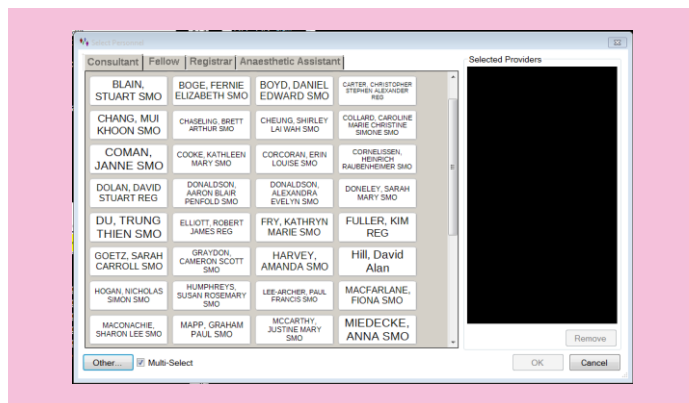 Select Personnel
Consultant Fellow Registrar Anaesthetic Assistant
Selected Providers
BLAIN, STUART SMO
BOGE, FERNIE ELIZABETH SMO
BOYD, DANIEL EDWARD SMO
CARTER, CHRISTOPHER STEPHEN ALEXANDER REG
CHANG, MUI KHOON SMO
CHASELING, BRETT ARTHUR SMO
CHEUNG, SHIRLEY LAI WAH SMO
COLLARD, CAROLINE MARIE CHRISTINE SIMONE SMO
COMAN, JANNE SMO
COOKE, KATHLEEN MARY SMO
CORCORAN, ERIN LOUISE SMO
CORNELISSEN, HEINRICH RAUBENHEIMER SMO
DOLAN, DAVID STUART REG
DONALDSON, AARON BLAIR PENFOLD SMO
DONALDSON, ALEXANDRA EVELYN SMO
DONELEY, SARAH MARY SMO
DU, TRUNG THIEN SMO
ELLIOTT, ROBERT JAMES REG
FRY, KATHRYN MARIE SMO
FULLER, KIM REG
GOETZ, SARAH CARROLL SMO
GRAYDON, CAMERON SCOTT SMO
HARVEY, AMANDA SMO
Hill, David Alan
HOGAN, NICHOLAS SIMON SMO
HUMPHREYS, SUSAN ROSEMARY SMO
LEE-ARCHER, PAUL FRANCIS SMO
MACFARLANE, FIONA SMO
MACONACHIE, SHARON LEE SMO
MAPP, GRAHAM PAUL SMO
MCCARTHY, JUSTINE MARY SMO
MIEDECKE, ANNA SMO
Remove
Other... Multi-Select
OK Cancel